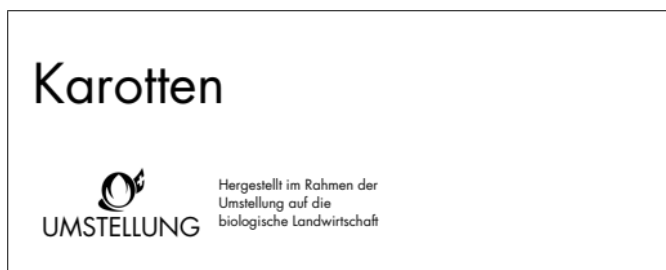 Karotten
UMSTELLUNG
Hergestellt im Rahmen der
Umstellung auf die
biologische Landwirtschaft